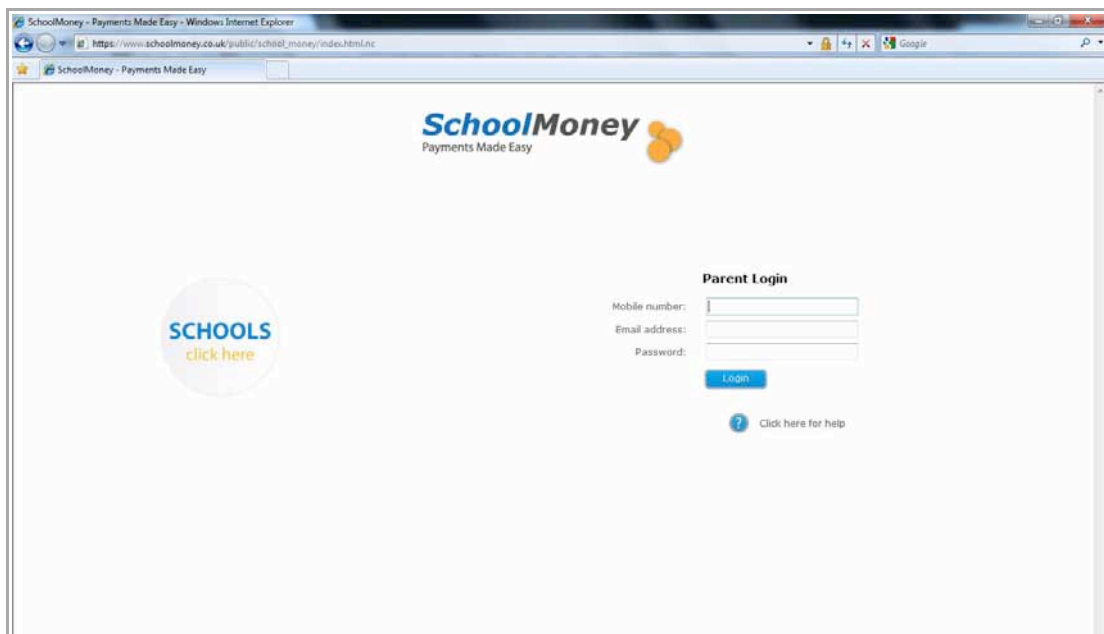 SchoolMoney - Payments Made Easy - Windows Internet Explorer
https://www.schoolmoney.co.uk/public/school_money/index.html.nc
Google
SchoolMoney - Payments Made Easy
SchoolMoney
Payments Made Easy
Parent Login
Mobile number:
Email address:
Password:
SCHOOLS
click here
Login
? Click here for help